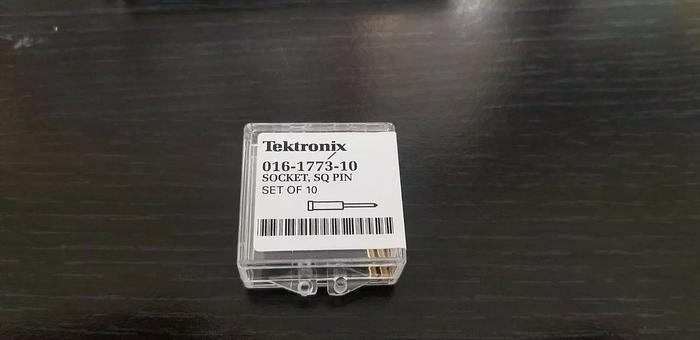 Tektronix
016-1773-10
SOCKET, SQ PIN
SET OF 10